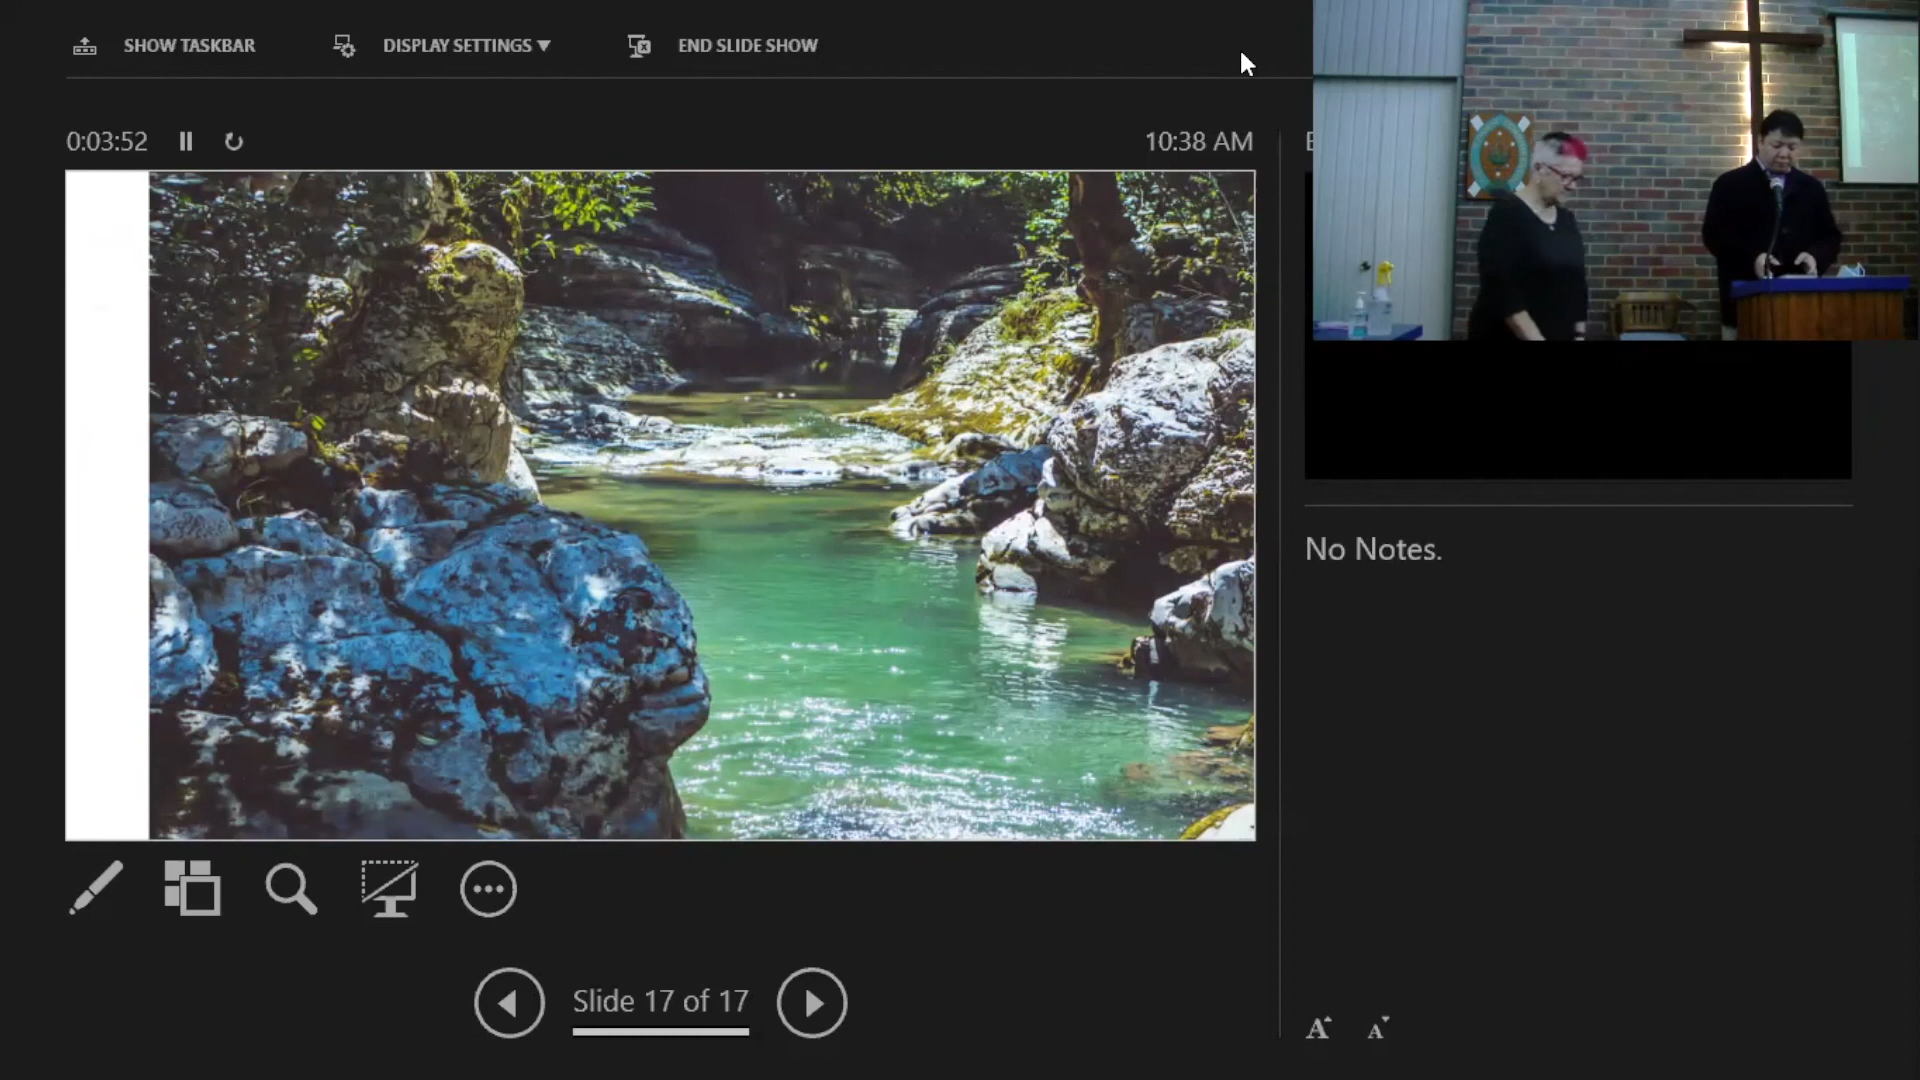 SHOW TASKBAR
DISPLAY SETTINGS ▼
END SLIDE SHOW
0:03:52
10:38 AM
No Notes.
Slide 17 of 17
A
A